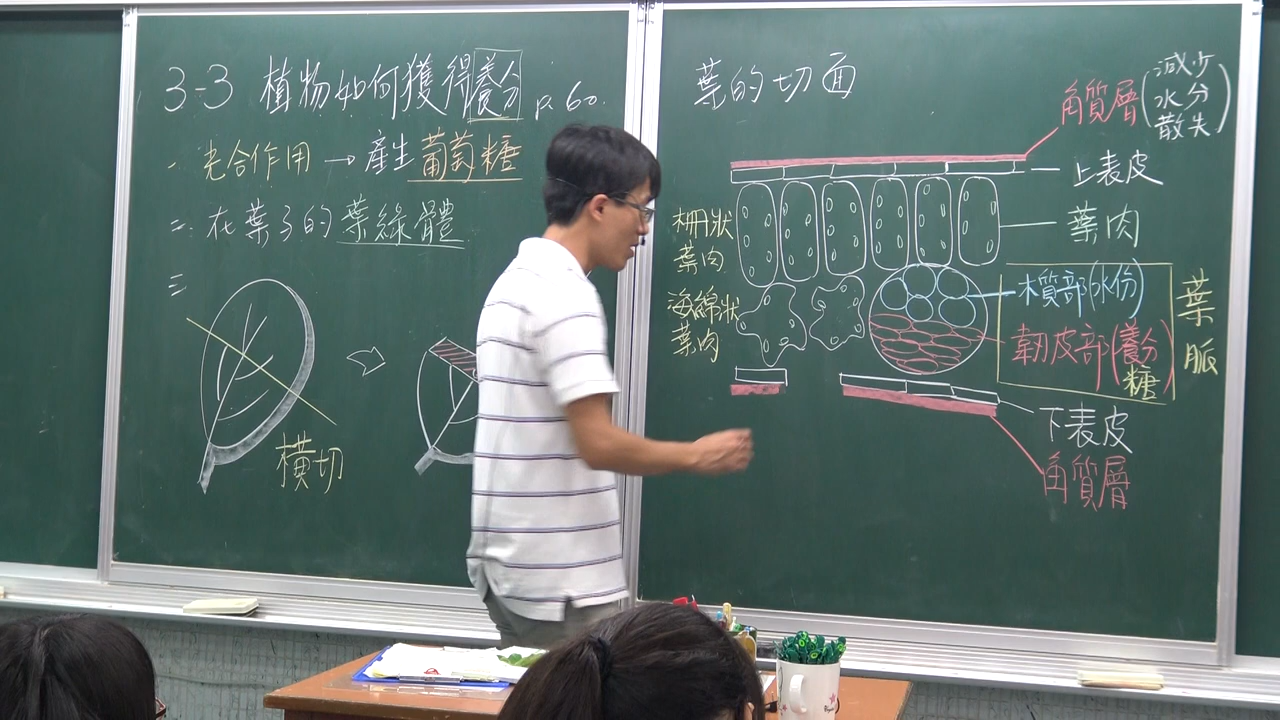 3-3 植物如何獲得養分 p.60.
一、光合作用→產生葡萄糖
二、在葉子的葉綠體
三
橫切
葉的切面
角質層(減少水分散失)
上表皮
柵狀
葉肉
葉肉
海綿狀
葉肉
木質部(水份)
韌皮部(養分
糖)
葉脈
下表皮
角質層